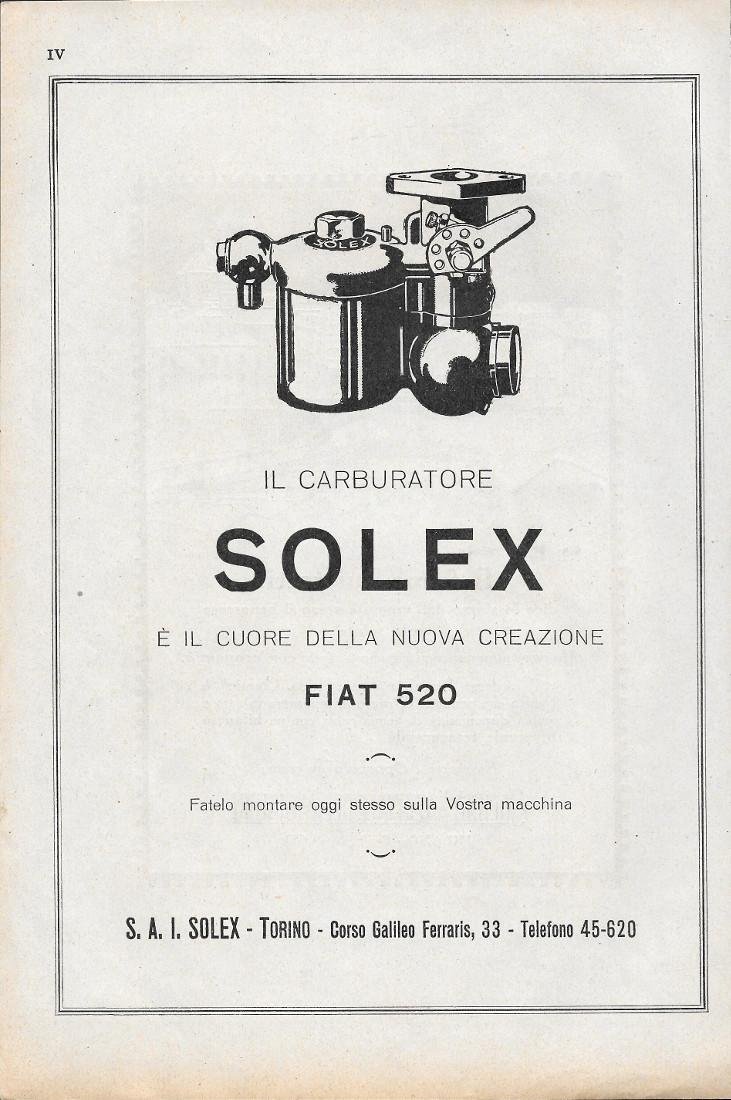 IV
SOLEX
IL CARBURATORE
SOLEX
È IL CUORE DELLA NUOVA CREAZIONE
FIAT 520
Fatelo montare oggi stesso sulla Vostra macchina
S. A. I. SOLEX - TORINO - Corso Galileo Ferraris, 33 - Telefono 45-620